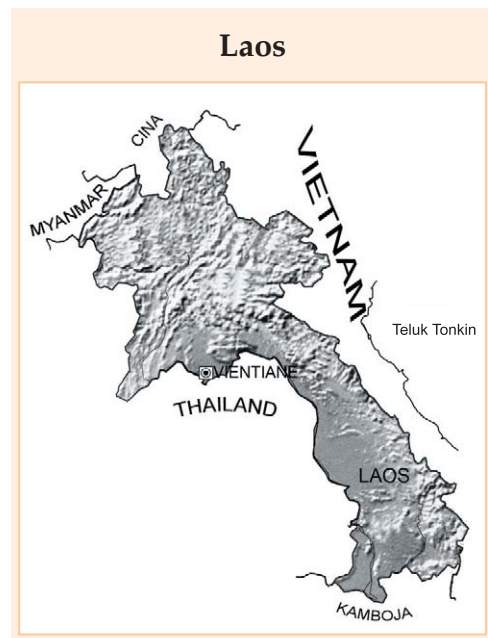 Laos
CINA
MYANMAR
VIETNAM
Teluk Tonkin
VIENTIANE
THAILAND
LAOS
KAMBOJA